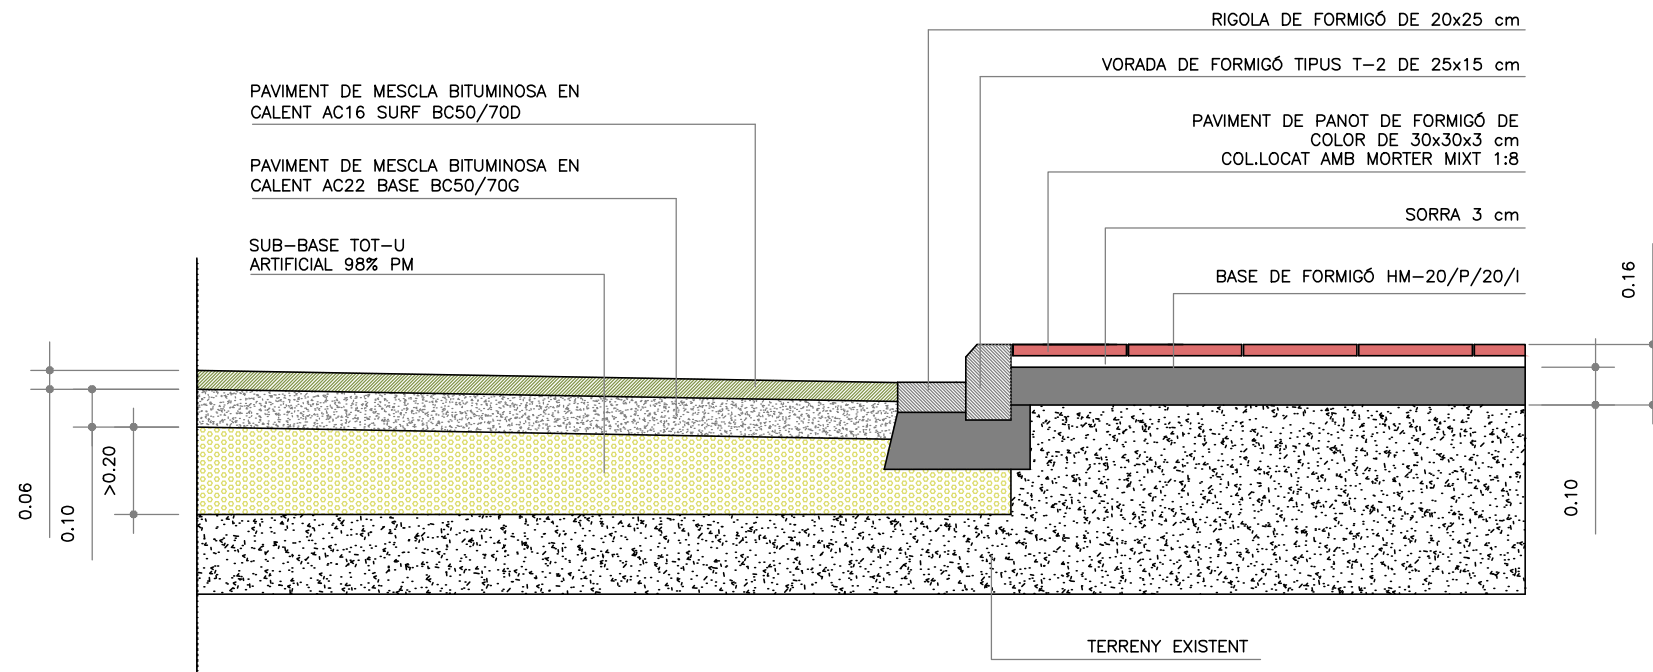 RIGOLA DE FORMIGÓ DE 20x25 cm
VORADA DE FORMIGÓ TIPUS T-2 DE 25x15 cm
PAVIMENT DE MESCLA BITUMINOSA EN
CALENT AC16 SURF BC50/70D
PAVIMENT DE PANOT DE FORMIGÓ DE
COLOR DE 30x30x3 cm
COL.LOCAT AMB MORTER MIXT 1:8
PAVIMENT DE MESCLA BITUMINOSA EN
CALENT AC22 BASE BC50/70G
SORRA 3 cm
SUB-BASE TOT-U
ARTIFICIAL 98% PM
BASE DE FORMIGÓ HM-20/P/20/I
0.16
0.06
0.10
>0.20
0.10
TERRENY EXISTENT